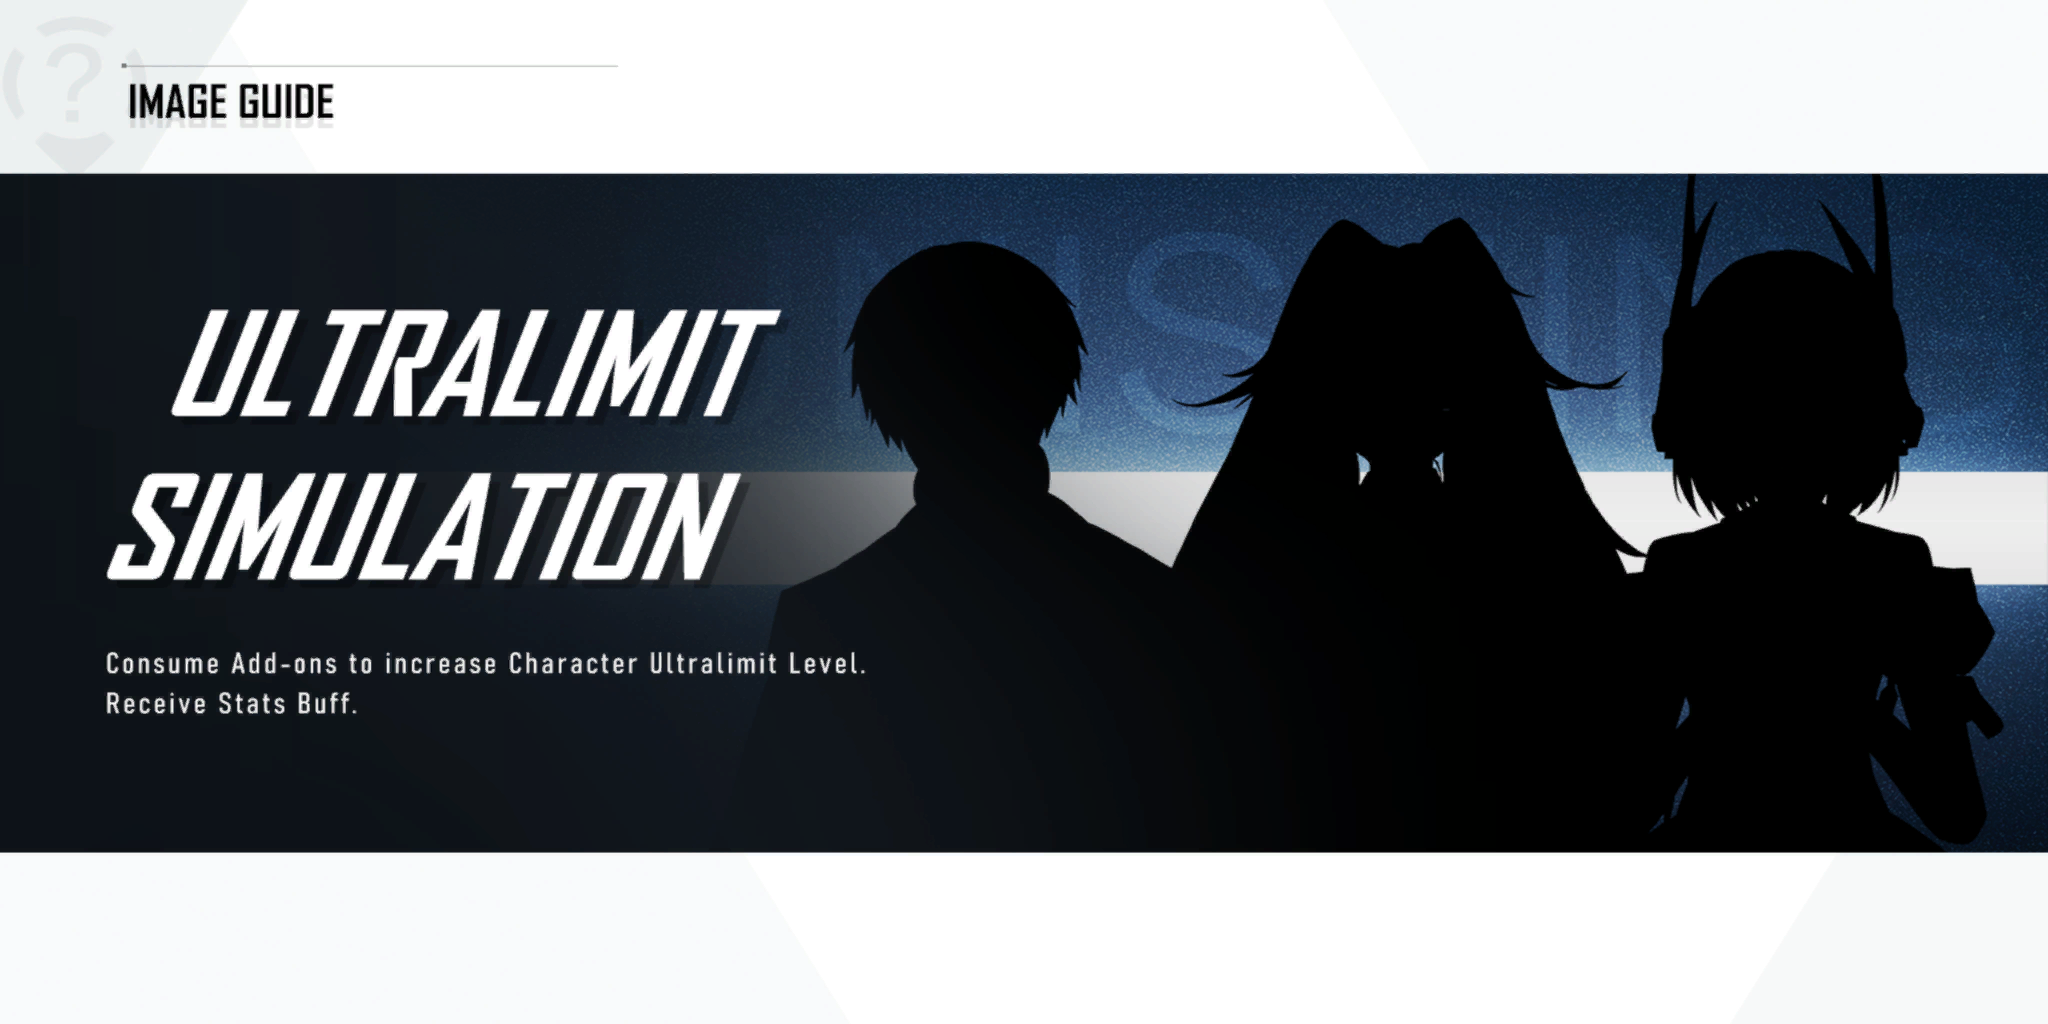 IMAGE GUIDE
ULTRALIMIT
SIMULATION
Consume Add-ons to increase Character Ultralimit Level.
Receive Stats Buff.